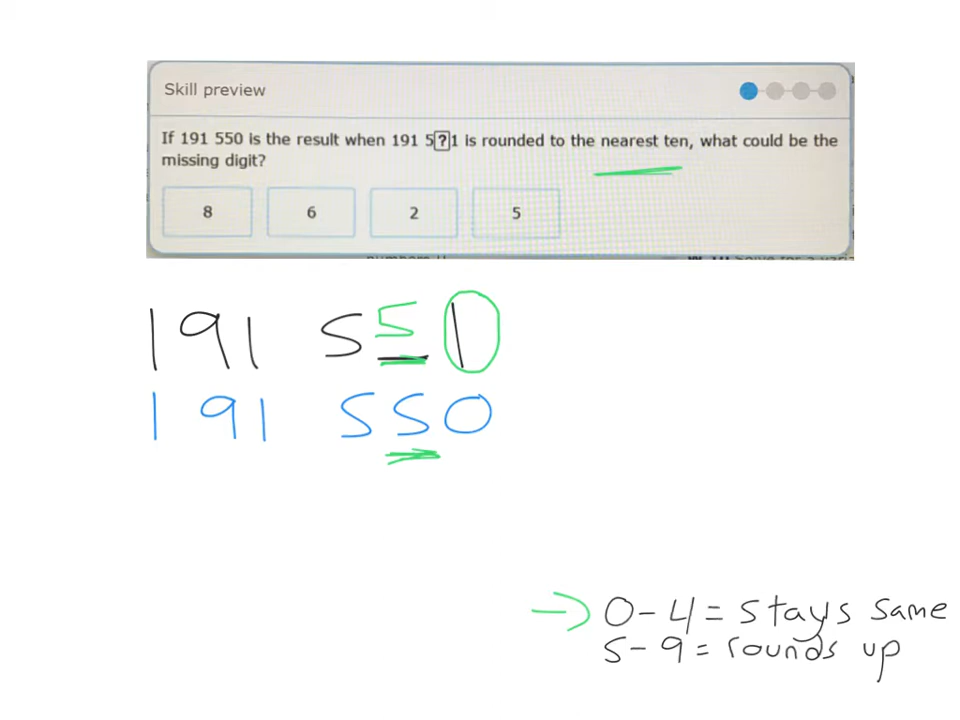 Skill preview
If 191 550 is the result when 191 5?1 is rounded to the nearest ten, what could be the
missing digit?
8 6 2 5
191 551
191 550
→ 0-4 = stays same
5-9 = rounds up